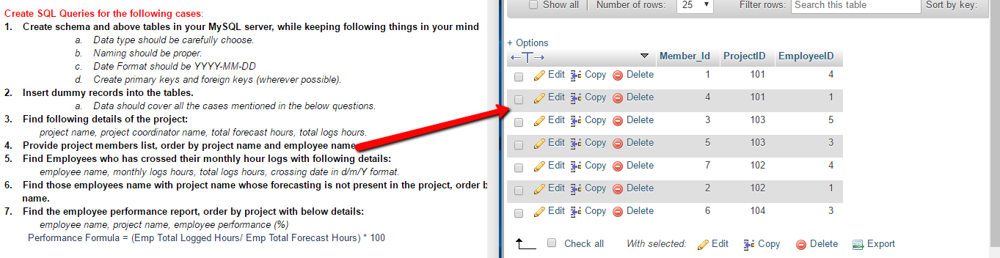 Create SQL Queries for the following cases:
1. Create schema and above tables in your MySQL server, while keeping following things in your mind
a. Data type should be carefully choose.
b. Naming should be proper.
c. Date Format should be YYYY-MM-DD
d. Create primary keys and foreign keys (wherever possible).
2. Insert dummy records into the tables.
a. Data should cover all the cases mentioned in the below questions.
3. Find following details of the project:
project name, project coordinator name, total forecast hours, total logs hours.
4. Provide project members list, order by project name and employee name
5. Find Employees who has crossed their monthly hour logs with following details:
employee name, monthly logs hours, total logs hours, crossing date in d/m/Y format.
6. Find those employees name with project name whose forecasting is not present in the project, order b
name.
7. Find the employee performance report, order by project with below details:
employee name, project name, employee performance (%)
Performance Formula = (Emp Total Logged Hours/ Emp Total Forecast Hours) * 100
Show all Number of rows: 25 Filter rows: Search this table Sort by key:
+ Options
Member_Id ProjectID EmployeeID
Edit Copy Delete 1 101 4
Edit Copy Delete 4 101 1
Edit Copy Delete 3 103 5
Edit Copy Delete 5 103 3
Edit Copy Delete 7 102 4
Edit Copy Delete 2 102 1
Edit Copy Delete 6 104 3
Check all With selected: Edit Copy Delete Export